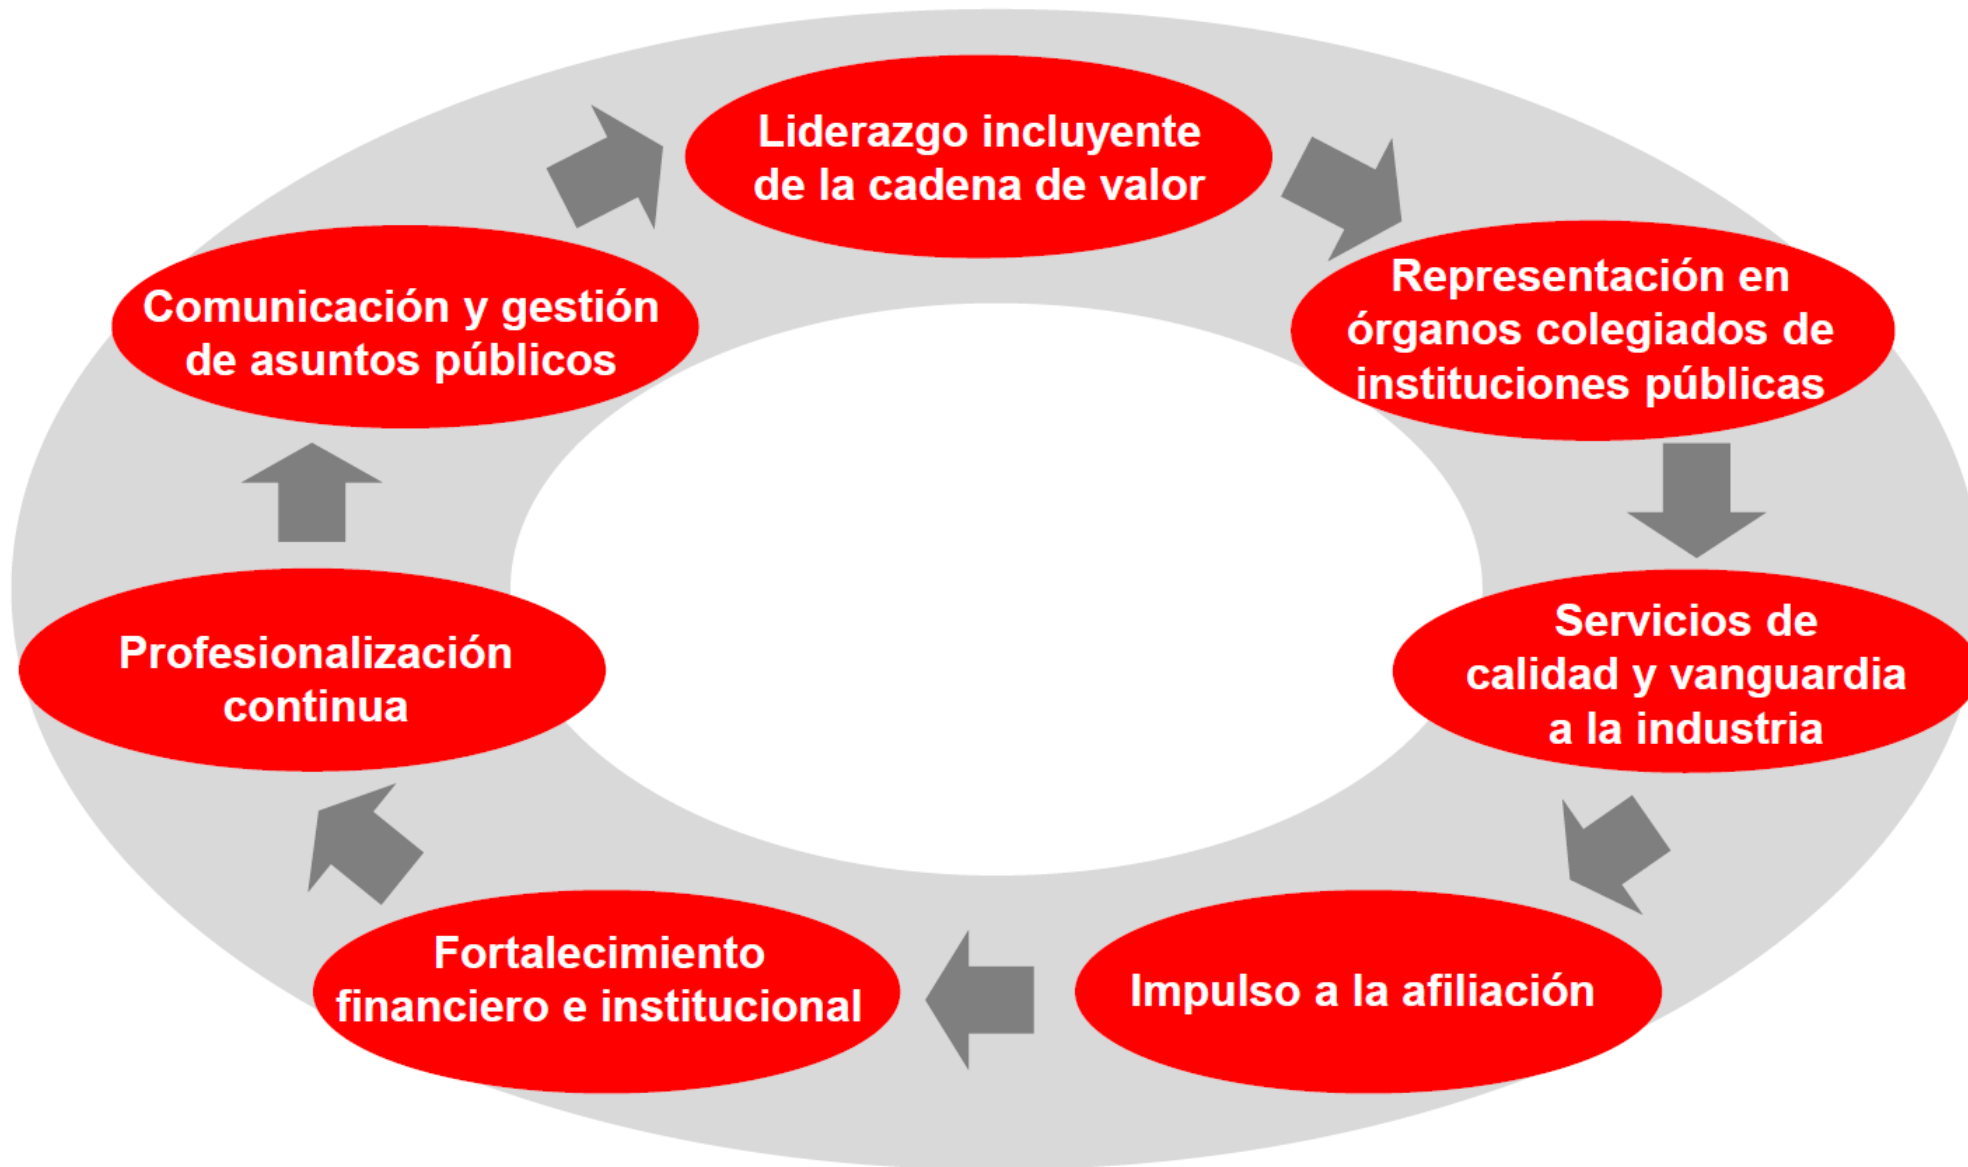 Liderazgo incluyente
de la cadena de valor
Representación en
órganos colegiados de
instituciones públicas
Servicios de
calidad y vanguardia
a la industria
Impulso a la afiliación
Fortalecimiento
financiero e institucional
Profesionalización
continua
Comunicación y gestión
de asuntos públicos